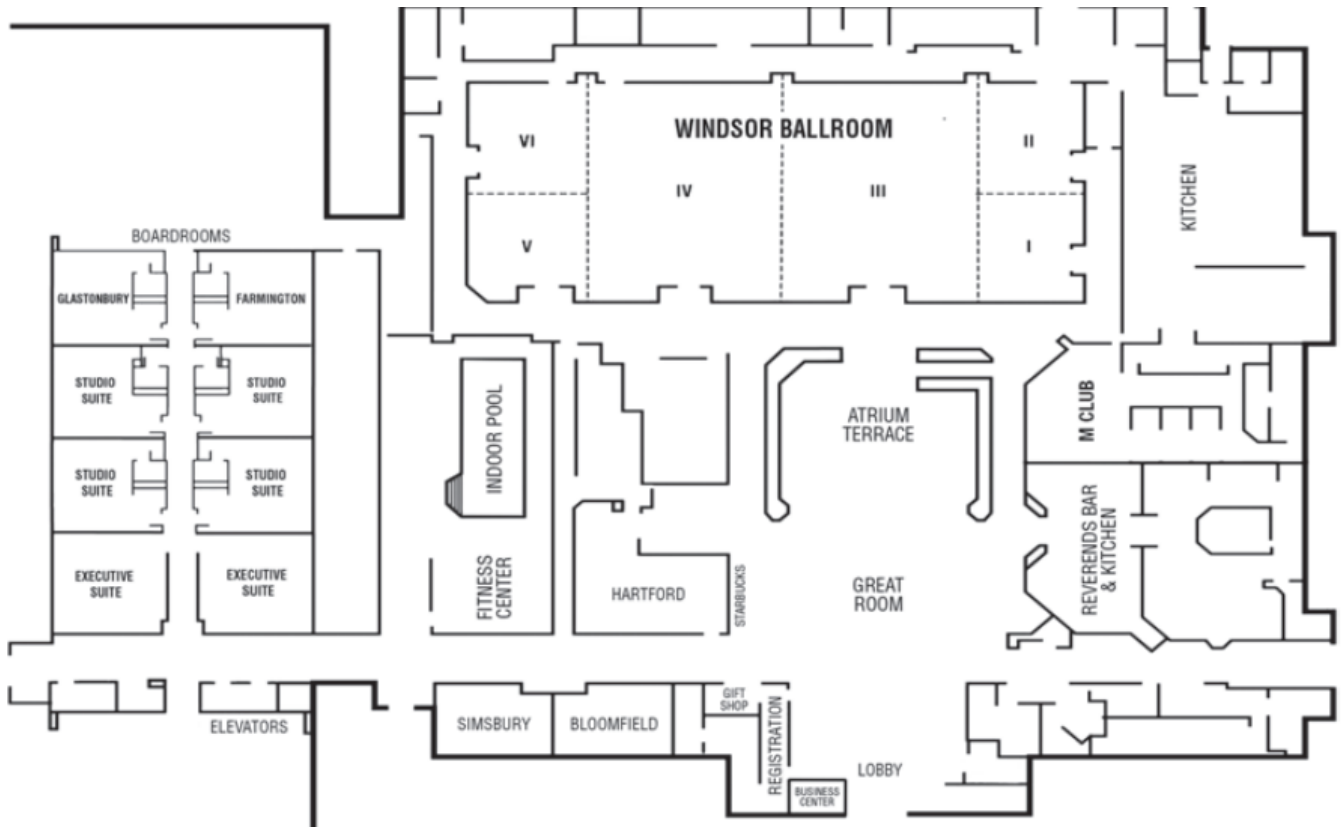 WINDSOR BALLROOM
VI
II
IV
III
V
I
KITCHEN
BOARDROOMS
GLASTONBURY
FARMINGTON
STUDIO
SUITE
STUDIO
SUITE
STUDIO
SUITE
STUDIO
SUITE
EXECUTIVE
SUITE
EXECUTIVE
SUITE
ELEVATORS
INDOOR POOL
FITNESS
CENTER
HARTFORD
STARBUCKS
ATRIUM
TERRACE
GREAT
ROOM
M CLUB
REVERENDS BAR
& KITCHEN
SIMSBURY
BLOOMFIELD
GIFT
SHOP
REGISTRATION
LOBBY
BUSINESS
CENTER